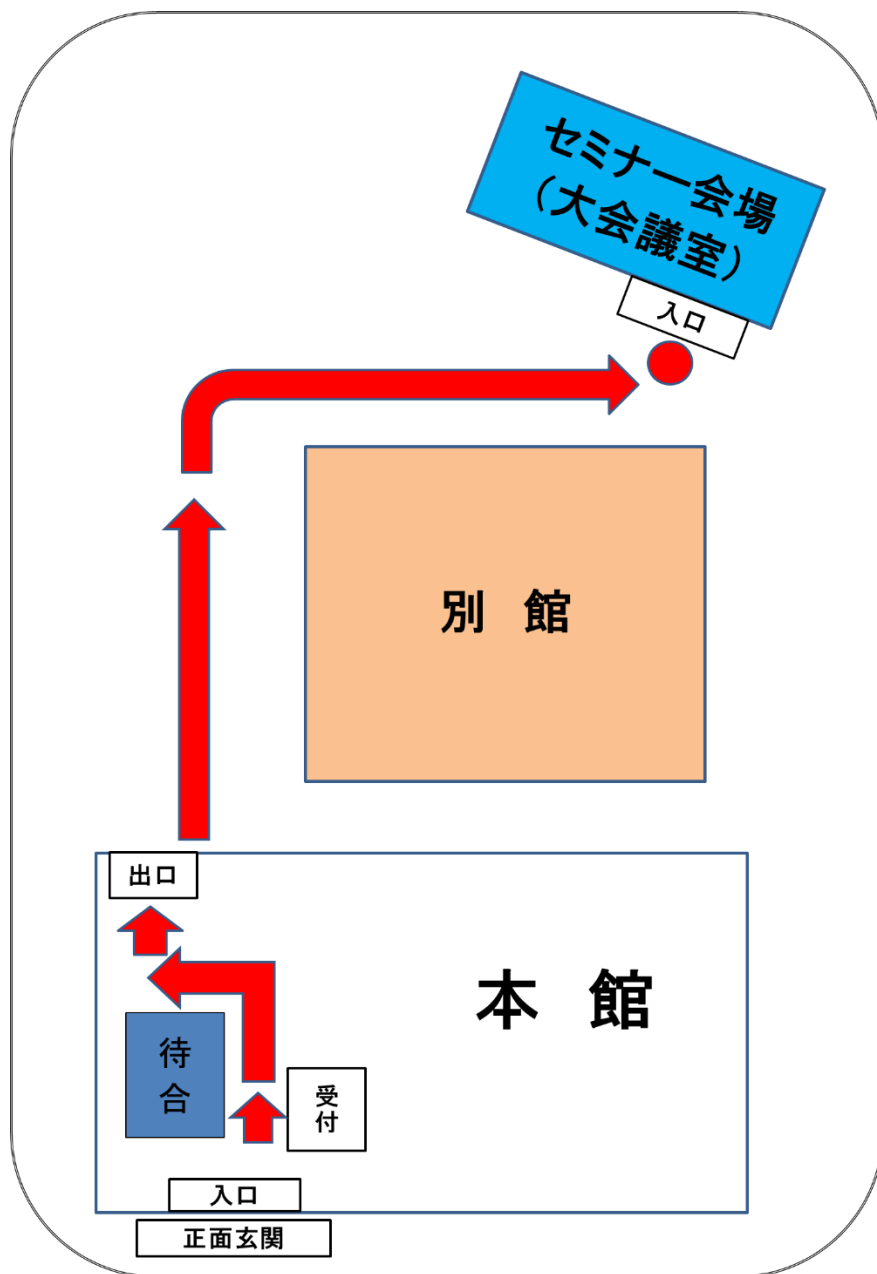 セミナー会場
（大会議室）
入口
別 館
出口
本 館
待
合
受
付
入口
正面玄関